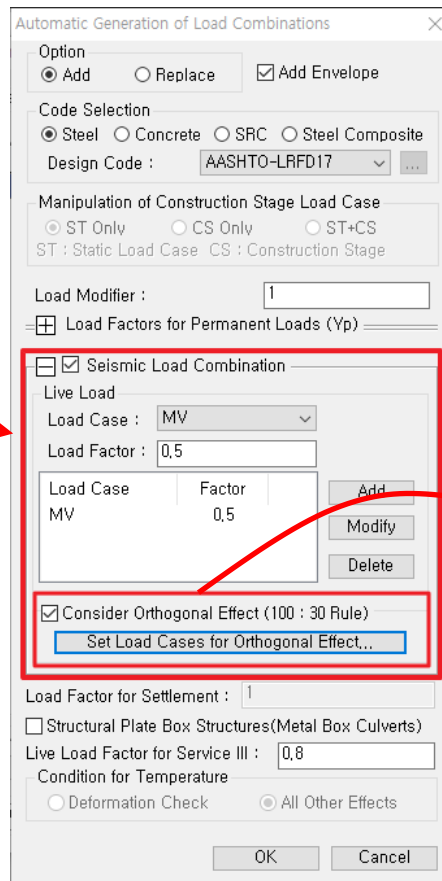 Automatic Generation of Load Combinations
Option
Add Replace Add Envelope
Code Selection
Steel Concrete SRC Steel Composite
Design Code : AASHTO-LRFD17 ...
Manipulation of Construction Stage Load Case
ST Only CS Only ST+CS
ST : Static Load Case CS : Construction Stage
Load Modifier : 1
Load Factors for Permanent Loads (Yp)
Seismic Load Combination
Live Load
Load Case : MV
Load Factor : 0,5
Load Case Factor Add
MV 0,5
Modify
Delete
Consider Orthogonal Effect (100 : 30 Rule)
Set Load Cases for Orthogonal Effect,,,
Load Factor for Settlement : 1
Structural Plate Box Structures(Metal Box Culverts)
Live Load Factor for Service III : 0,8
Condition for Temperature
Deformation Check All Other Effects
OK Cancel